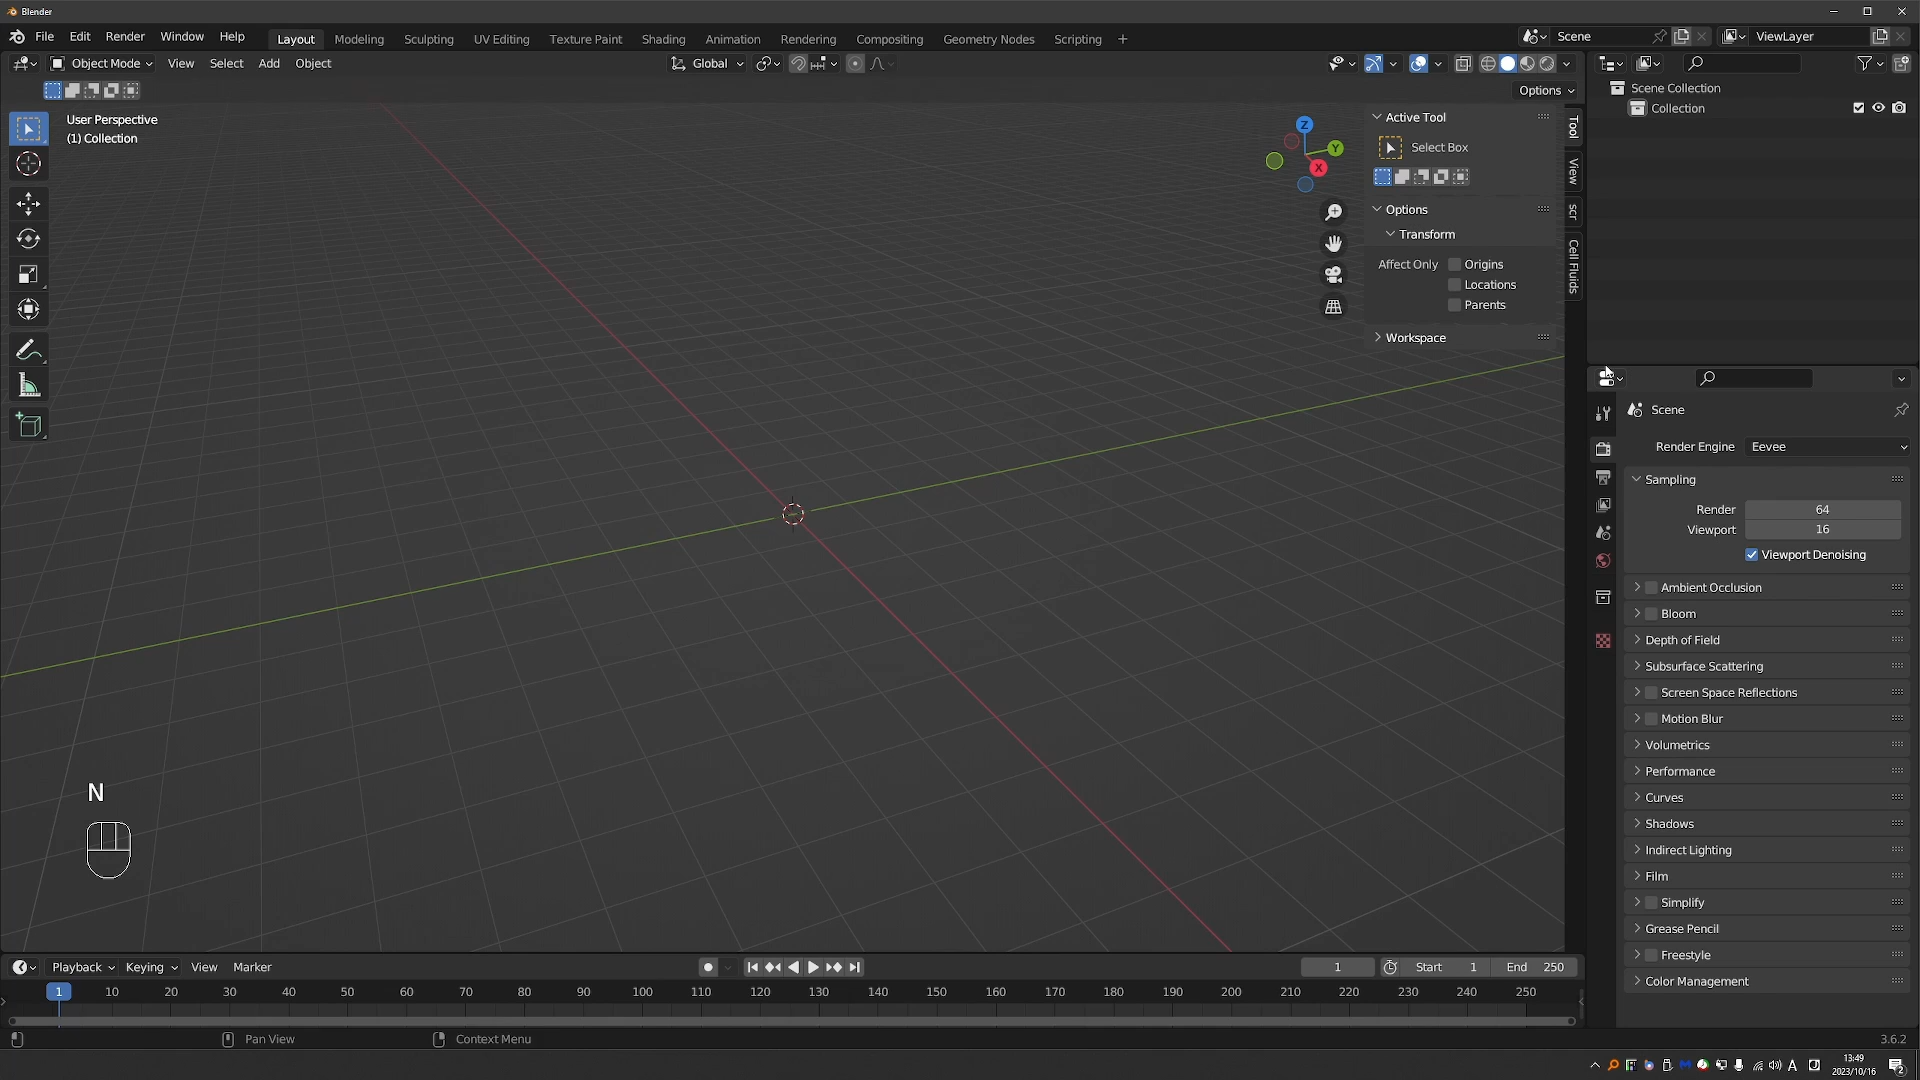 Blender
File Edit Render Window Help Layout Modeling Sculpting UV Editing Texture Paint Shading Animation Rendering Compositing Geometry Nodes Scripting + Scene ViewLayer
Object Mode View Select Add Object Global
Options
User Perspective
(1) Collection
Z
Y
X
Active Tool
Select Box
Options
Transform
Affect Only Origins
Locations
Parents
Workspace
Tool
View
scr
Cell Fluids
Scene Collection
Collection
Scene
Render Engine Eevee
Sampling
Render 64
Viewport 16
Viewport Denoising
Ambient Occlusion
Bloom
Depth of Field
Subsurface Scattering
Screen Space Reflections
Motion Blur
Volumetrics
Performance
Curves
Shadows
Indirect Lighting
Film
Simplify
Grease Pencil
Freestyle
Color Management
N
Playback Keying View Marker 1 Start 1 End 250
1 10 20 30 40 50 60 70 80 90 100 110 120 130 140 150 160 170 180 190 200 210 220 230 240 250
Pan View Context Menu 3.6.2
A 13:49
2023/10/16 2